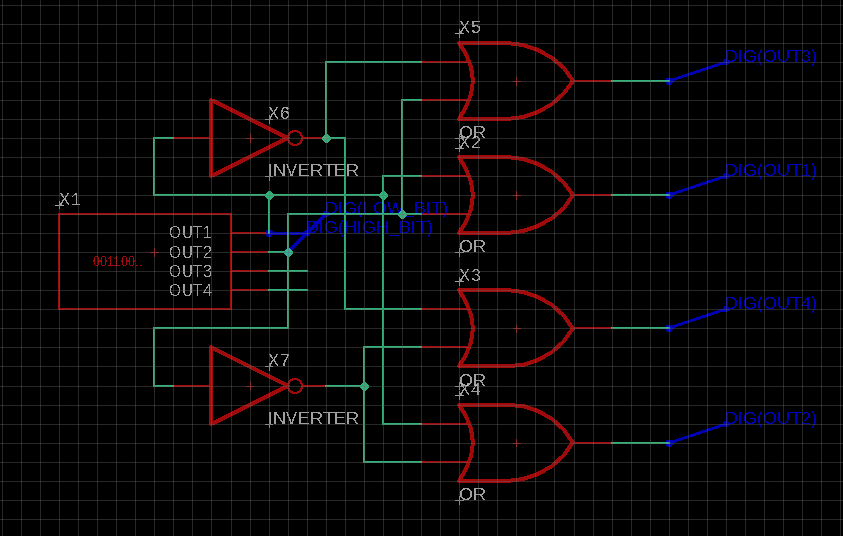 X5
DIG(OUT3)
OR
X6
INVERTER
X2
DIG(OUT1)
OR
X1
OUT1
OUT2
OUT3
OUT4
001100..
DIG(LOW_BIT)
DIG(HIGH_BIT)
X3
DIG(OUT4)
OR
X7
INVERTER
X4
DIG(OUT2)
OR